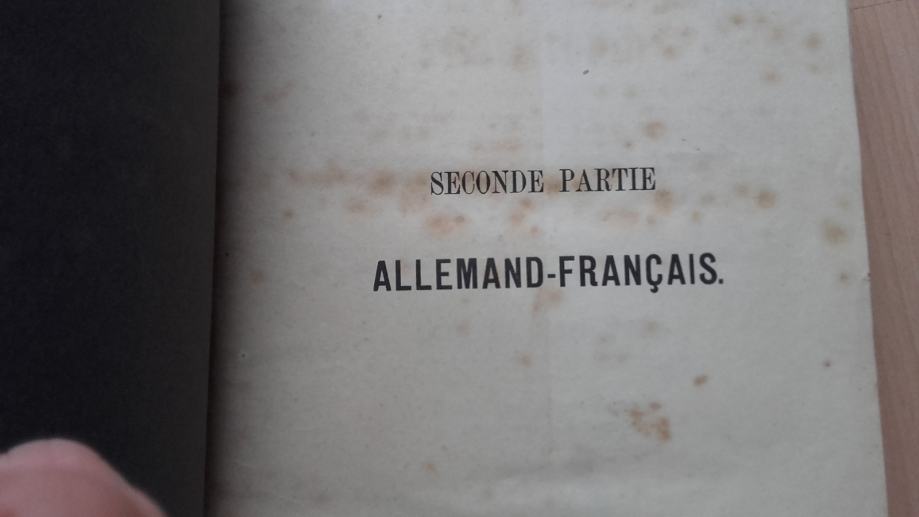 SECONDE PARTIE
ALLEMAND-FRANÇAIS.